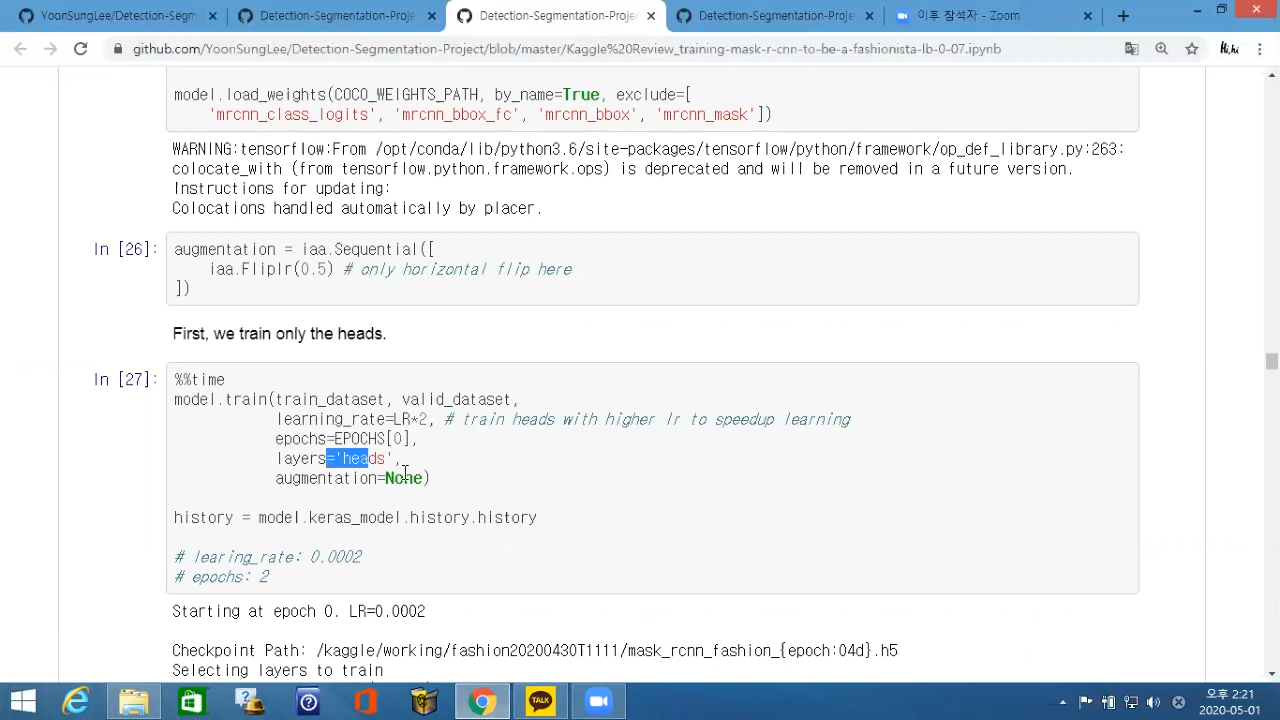 YoonSungLee/Detection-Segm
Detection-Segmentation-Proje
Detection-Segmentation-Proje
Detection-Segmentation-Proje
이후 참석자 - Zoom
github.com/YoonSungLee/Detection-Segmentation-Project/blob/master/Kaggle%20Review_training-mask-r-cnn-to-be-a-fashionista-lb-0-07.ipynb
model.load_weights(COCO_WEIGHTS_PATH, by_name=True, exclude=[
'mrcnn_class_logits', 'mrcnn_bbox_fc', 'mrcnn_bbox', 'mrcnn_mask'])
WARNING:tensorflow:From /opt/conda/lib/python3.6/site-packages/tensorflow/python/framework/op_def_library.py:263:
colocate_with (from tensorflow.python.framework.ops) is deprecated and will be removed in a future version.
Instructions for updating:
Colocations handled automatically by placer.
In [26]:
augmentation = iaa.Sequential([
iaa.Fliplr(0.5) # only horizontal flip here
])
First, we train only the heads.
In [27]:
%%time
model.train(train_dataset, valid_dataset,
learning_rate=LR*2, # train heads with higher lr to speedup learning
epochs=EPOCHS[0],
layers='heads',
augmentation=None)
history = model.keras_model.history.history
# learing_rate: 0.0002
# epochs: 2
Starting at epoch 0. LR=0.0002
Checkpoint Path: /kaggle/working/fashion20200430T1111/mask_rcnn_fashion_{epoch:04d}.h5
Selecting layers to train
TALK
오후 2:21
2020-05-01